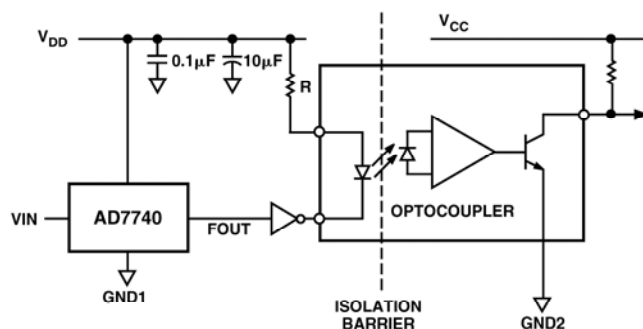 VDD
VCC
0.1µF
10µF
R
VIN
AD7740
FOUT
OPTOCOUPLER
GND1
ISOLATION
BARRIER
GND2